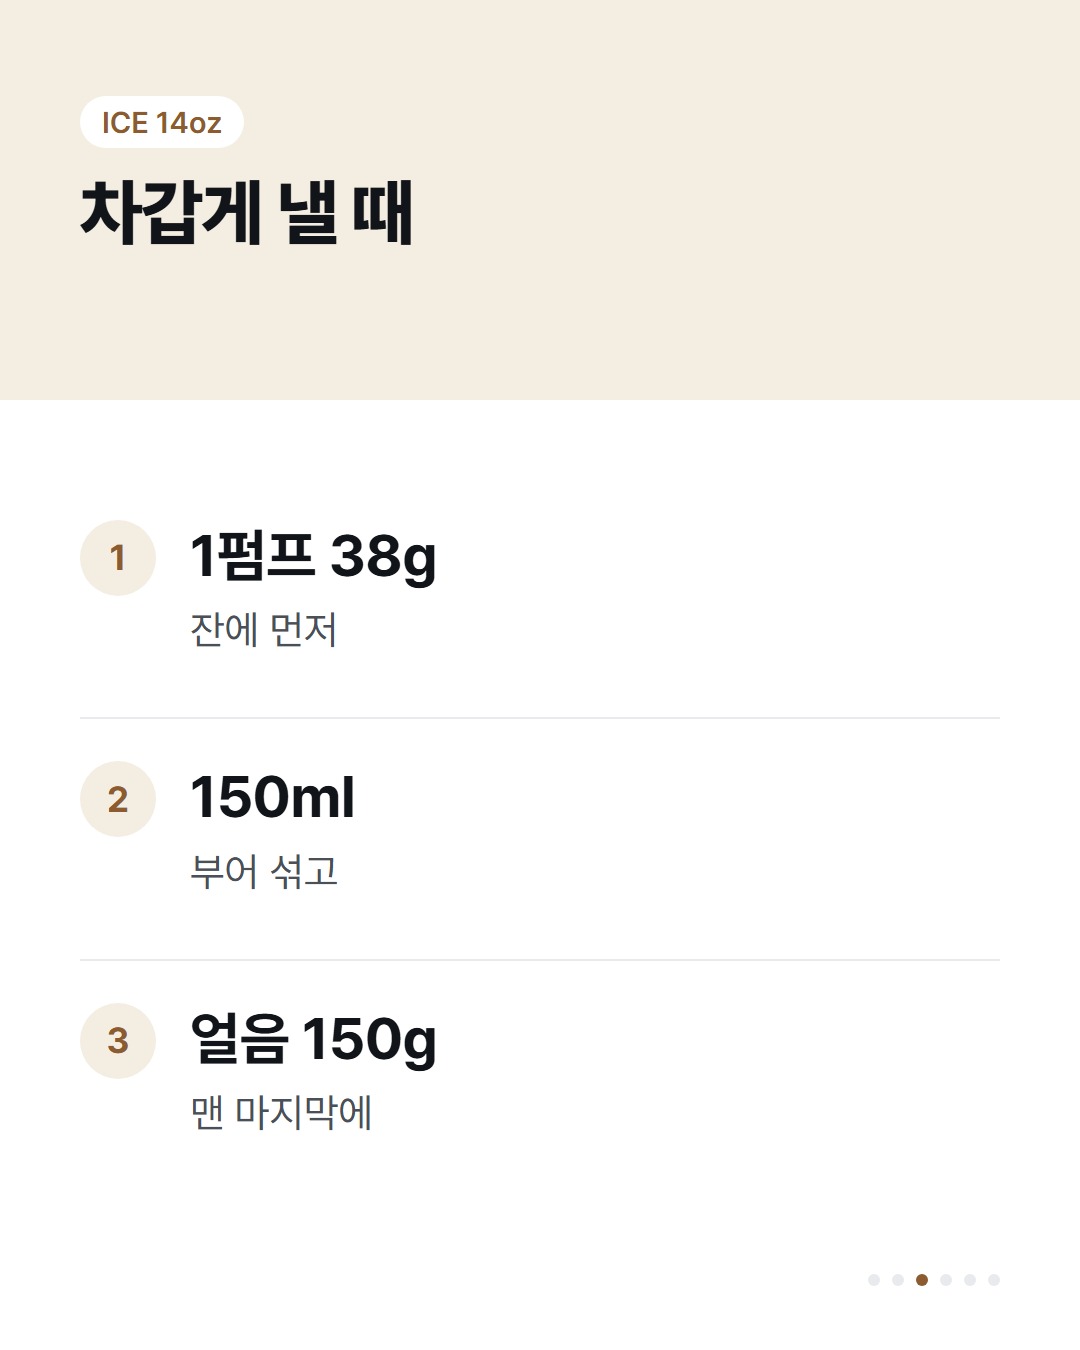 ICE 14oz
차갑게 낼 때
1
1펌프 38g
잔에 먼저
2
150ml
부어 섞고
3
얼음 150g
맨 마지막에